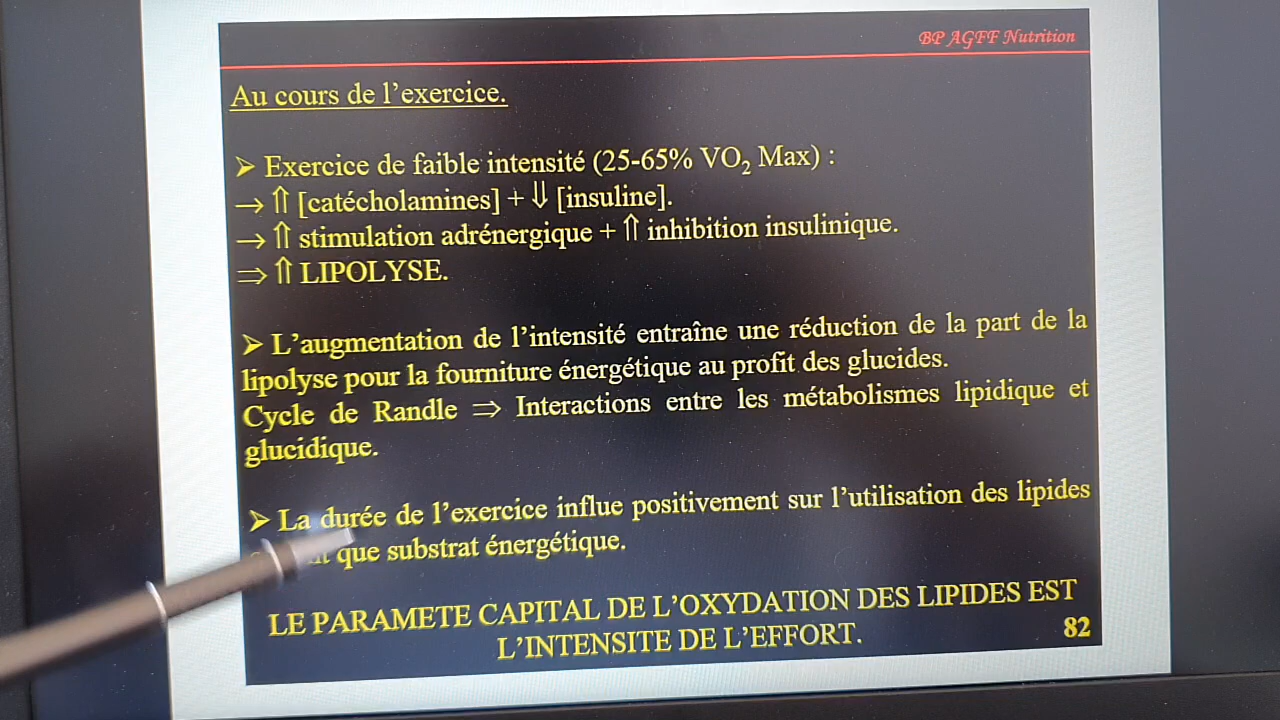 BP AGFF Nutrition
Au cours de l'exercice.
➤ Exercice de faible intensité (25-65% VO₂ Max) :
→ ⇑ [catécholamines] + ⇓ [insuline].
→ ⇑ stimulation adrénergique + ⇑ inhibition insulinique.
⇒ ⇑ LIPOLYSE.
➤ L'augmentation de l'intensité entraîne une réduction de la part de la
lipolyse pour la fourniture énergétique au profit des glucides.
Cycle de Randle ⇒ Interactions entre les métabolismes lipidique et
glucidique.
➤ La durée de l'exercice influe positivement sur l'utilisation des lipides
que substrat énergétique.
LE PARAMETE CAPITAL DE L'OXYDATION DES LIPIDES EST
L'INTENSITE DE L'EFFORT.
82